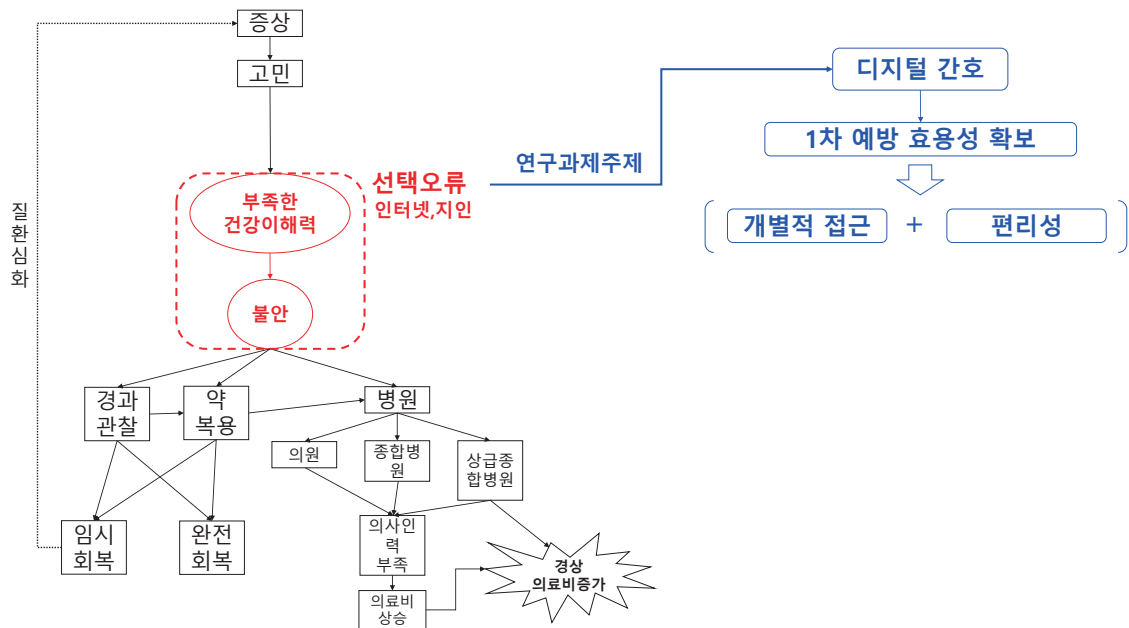 증상
고민
부족한
건강이해력
선택오류
인터넷,지인
불안
질환심화
연구과제주제
디지털 간호
1차 예방 효용성 확보
개별적 접근
+
편리성
경과
관찰
약
복용
병원
의원
종합병
원
상급종
합병원
임시
회복
완전
회복
의사인
력
부족
의료비
상승
경상
의료비증가